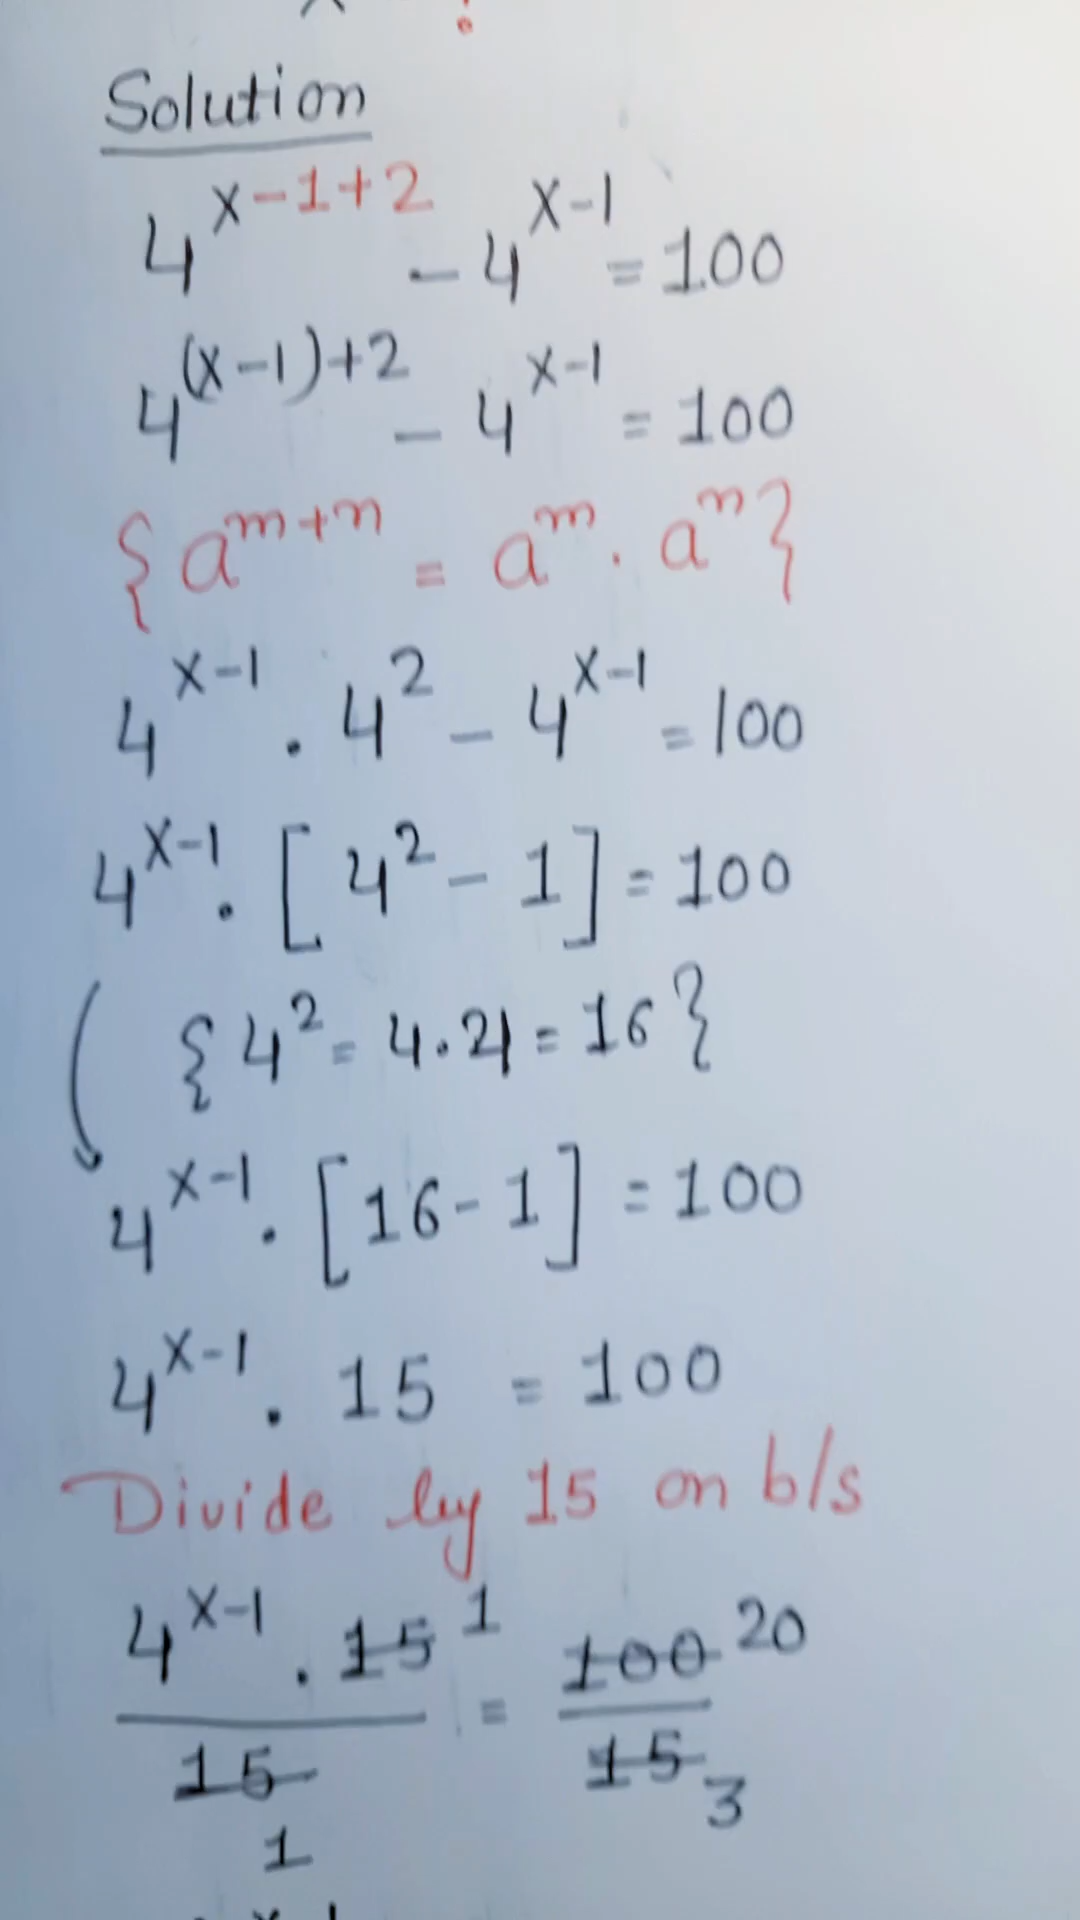 Solution
4^(x-1+2) - 4^(x-1) = 100
4^((x-1)+2) - 4^(x-1) = 100
{a^(m+n) = a^m . a^n}
4^(x-1) . 4^2 - 4^(x-1) = 100
4^(x-1) . [4^2 - 1] = 100
{4^2 = 4.4 = 16}
4^(x-1) . [16-1] = 100
4^(x-1) . 15 = 100
Divide by 15 on b/s
4^(x-1) . 15 1 / 15 1 = 100 20 / 15 3